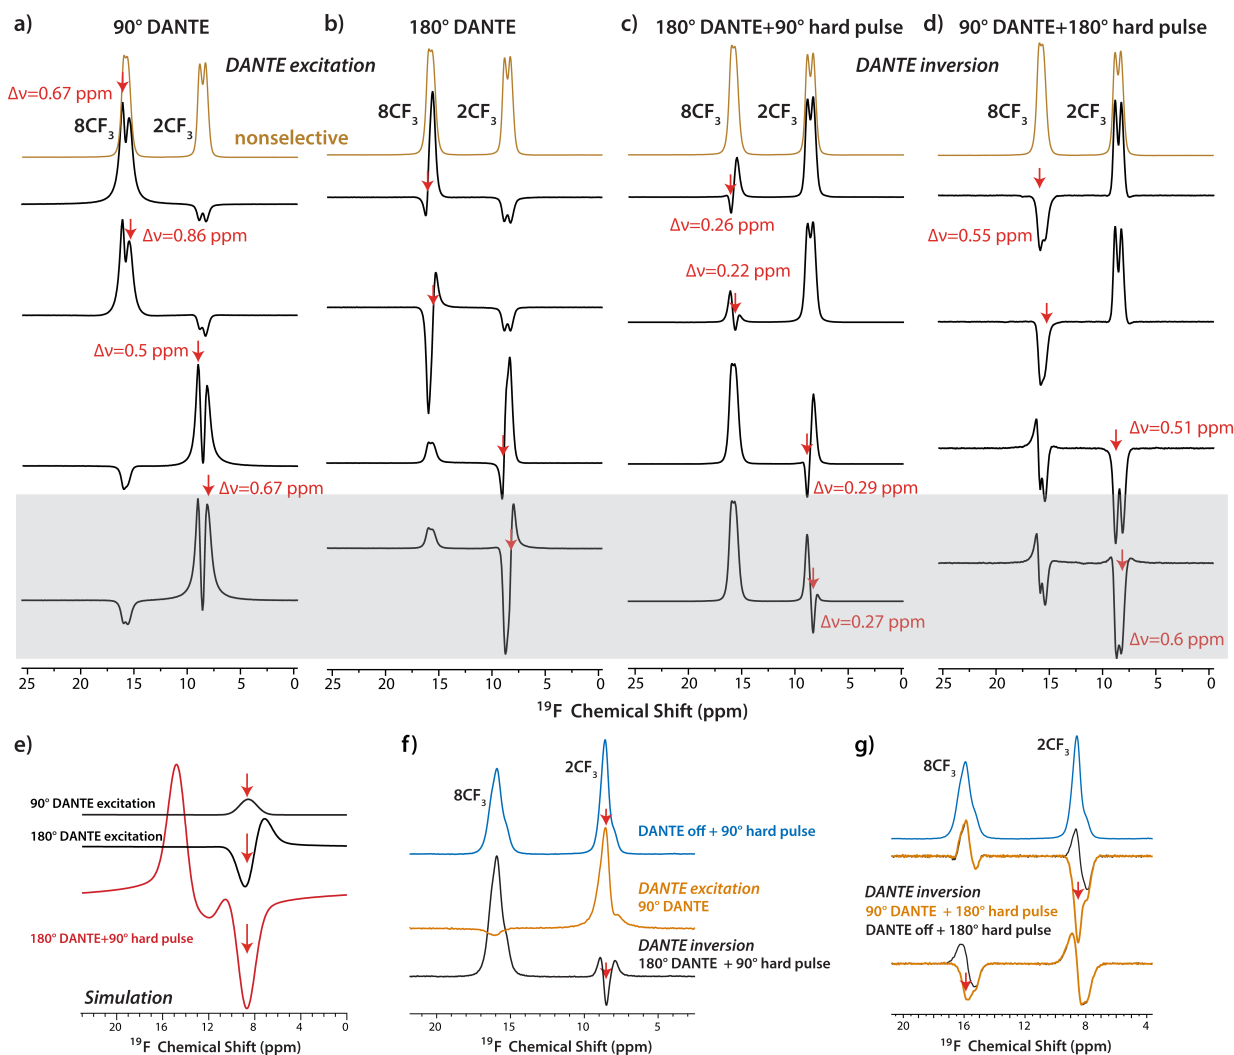 a)
90° DANTE
b)
180° DANTE
c)
180° DANTE+90° hard pulse
d)
90° DANTE+180° hard pulse
DANTE excitation
DANTE inversion
Δν=0.67 ppm
8CF3
2CF3
nonselective
8CF3
2CF3
8CF3
2CF3
8CF3
2CF3
Δν=0.86 ppm
Δν=0.26 ppm
Δν=0.55 ppm
Δν=0.22 ppm
Δν=0.5 ppm
Δν=0.51 ppm
Δν=0.67 ppm
Δν=0.29 ppm
Δν=0.27 ppm
Δν=0.6 ppm
25 20 15 10 5 0
25 20 15 10 5 0
25 20 15 10 5 0
25 20 15 10 5 0
19F Chemical Shift (ppm)
e)
90° DANTE excitation
180° DANTE excitation
180° DANTE+90° hard pulse
Simulation
20 16 12 8 4 0
19F Chemical Shift (ppm)
f)
8CF3
2CF3
DANTE off + 90° hard pulse
DANTE excitation
90° DANTE
DANTE inversion
180° DANTE + 90° hard pulse
20 15 10 5
19F Chemical Shift (ppm)
g)
8CF3
2CF3
DANTE inversion
90° DANTE + 180° hard pulse
DANTE off + 180° hard pulse
20 16 12 8 4
19F Chemical Shift (ppm)